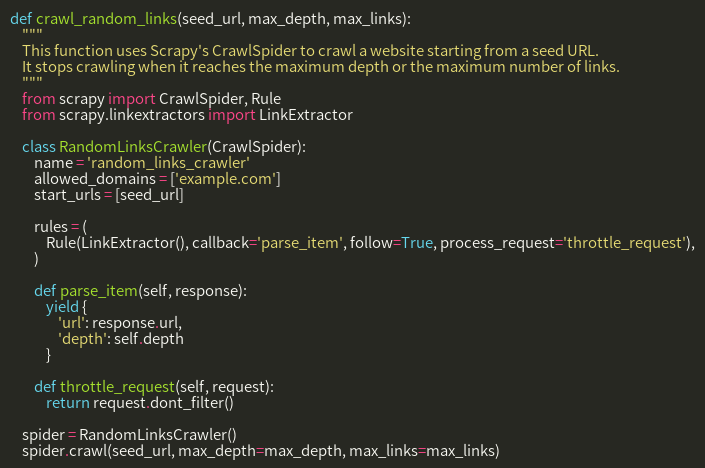 def crawl_random_links(seed_url, max_depth, max_links):
    """
    This function uses Scrapy's CrawlSpider to crawl a website starting from a seed URL.
    It stops crawling when it reaches the maximum depth or the maximum number of links.
    """
    from scrapy import CrawlSpider, Rule
    from scrapy.linkextractors import LinkExtractor

    class RandomLinksCrawler(CrawlSpider):
        name = 'random_links_crawler'
        allowed_domains = ['example.com']
        start_urls = [seed_url]

        rules = (
            Rule(LinkExtractor(), callback='parse_item', follow=True, process_request='throttle_request'),
        )

        def parse_item(self, response):
            yield {
                'url': response.url,
                'depth': self.depth
            }

        def throttle_request(self, request):
            return request.dont_filter()

    spider = RandomLinksCrawler()
    spider.crawl(seed_url, max_depth=max_depth, max_links=max_links)